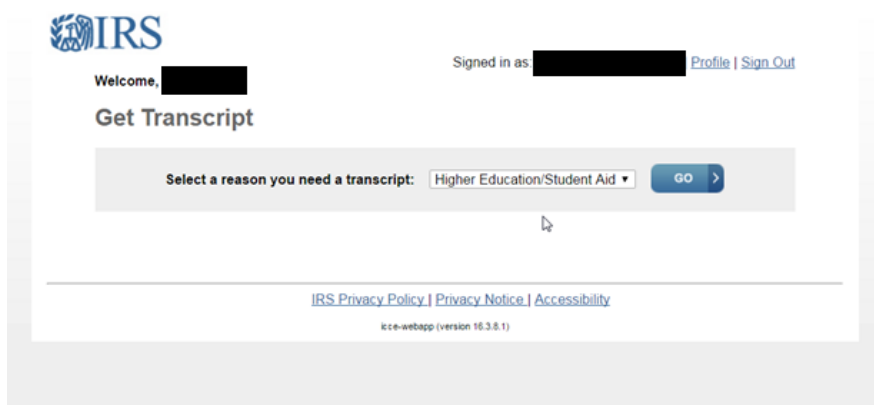 IRS
Signed in as: Profile | Sign Out
Welcome,
Get Transcript
Select a reason you need a transcript: Higher Education/Student Aid GO
IRS Privacy Policy | Privacy Notice | Accessibility
icce-webapp (version 16.3.8.1)